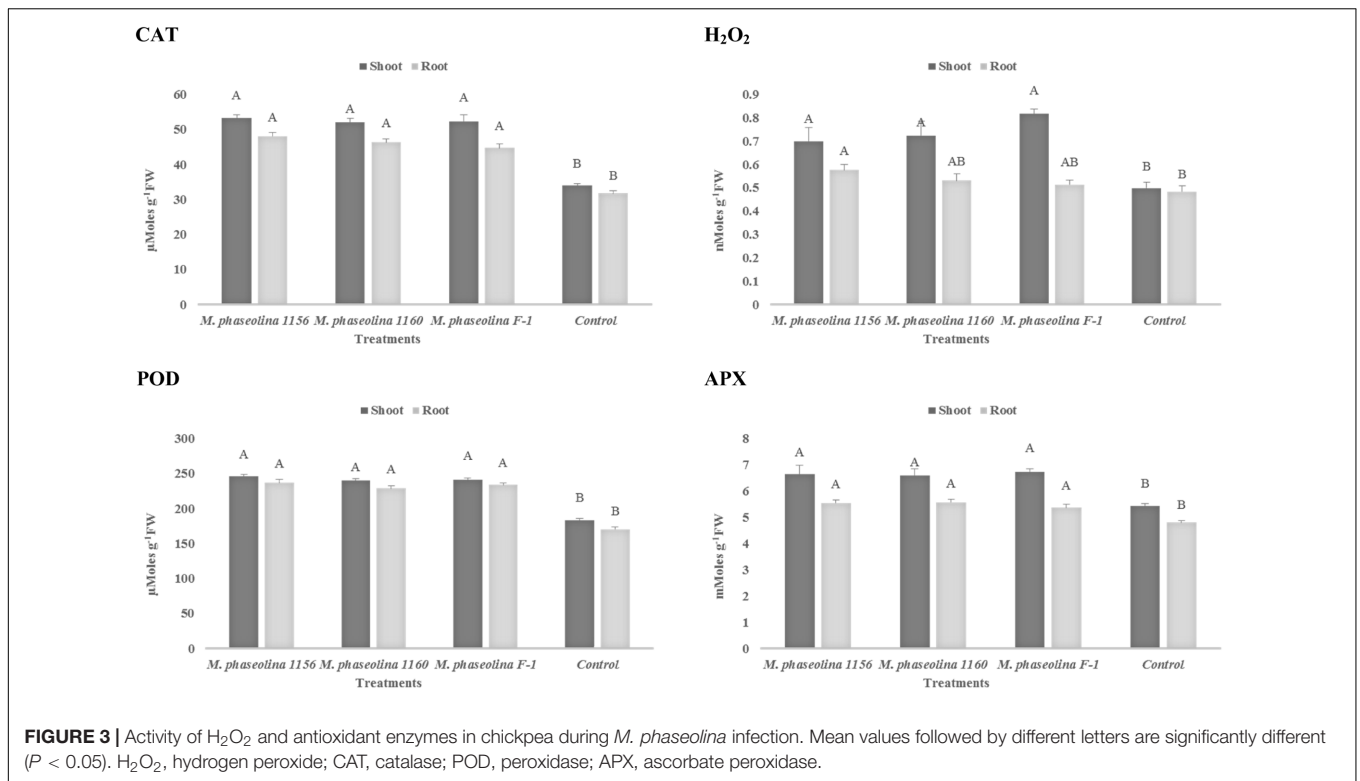 CAT
■Shoot ■Root
µMoles g⁻¹FW
60
50
40
30
20
10
0
A A A A A A B B
M. phaseolina 1156 M. phaseolina 1160 M. phaseolina F-1 Control
Treatments
H₂O₂
■Shoot ■Root
nMoles g⁻¹FW
0.9
0.8
0.7
0.6
0.5
0.4
0.3
0.2
0.1
0
A A A AB A AB B B
M. phaseolina 1156 M. phaseolina 1160 M. phaseolina F-1 Control
Treatments
POD
■Shoot ■Root
µMoles g⁻¹FW
300
250
200
150
100
50
0
A A A A A A B B
M. phaseolina 1156 M. phaseolina 1160 M. phaseolina F-1 Control
Treatments
APX
■Shoot ■Root
mMoles g⁻¹FW
8
7
6
5
4
3
2
1
0
A A A A A A B B
M. phaseolina 1156 M. phaseolina 1160 M. phaseolina F-1 Control
Treatments
FIGURE 3 | Activity of H₂O₂ and antioxidant enzymes in chickpea during M. phaseolina infection. Mean values followed by different letters are significantly different
(P < 0.05). H₂O₂, hydrogen peroxide; CAT, catalase; POD, peroxidase; APX, ascorbate peroxidase.